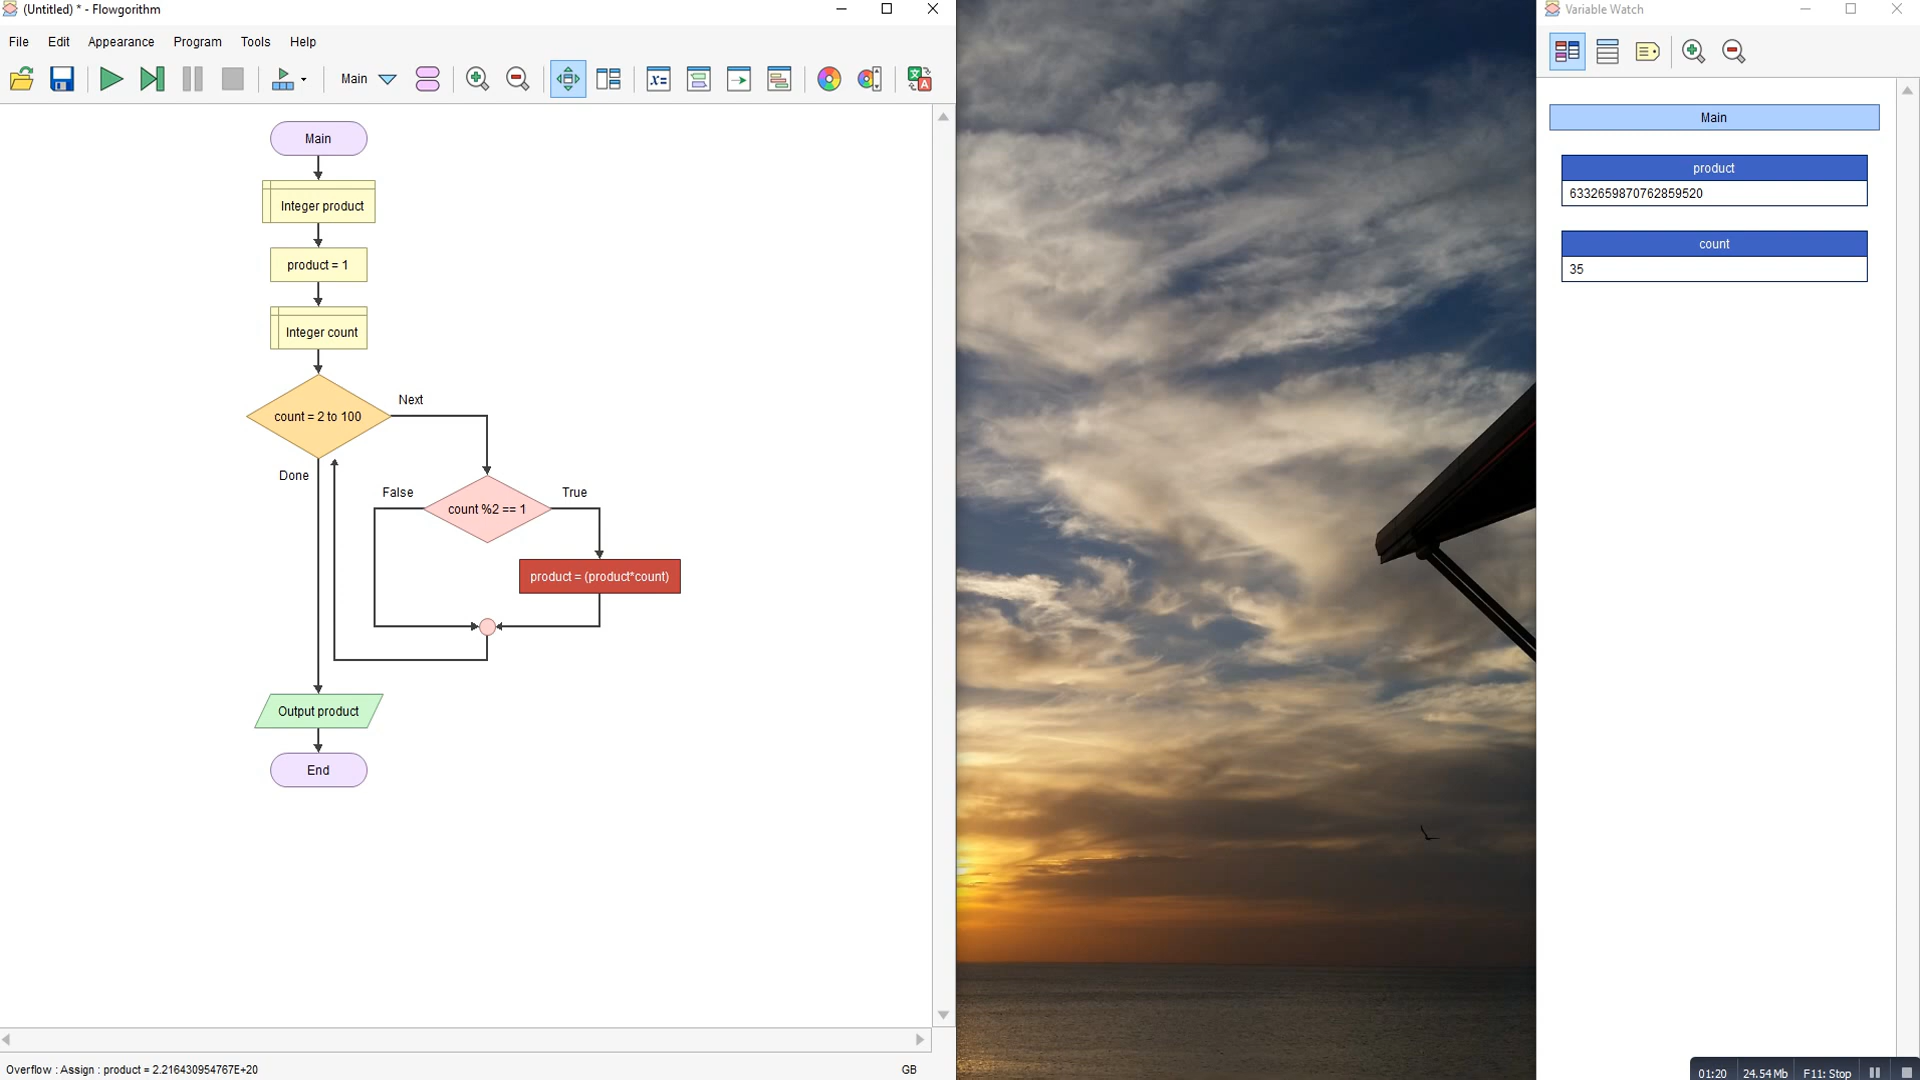 (Untitled) * - Flowgorithm
File Edit Appearance Program Tools Help
Main
Main
Integer product
product = 1
Integer count
count = 2 to 100
Next
Done
False
True
count %2 == 1
product = (product*count)
Output product
End
Overflow : Assign : product = 2.216430954767E+20
GB
Variable Watch
Main
product
6332659870762859520
count
35
01:20 24.54 Mb F11: Stop